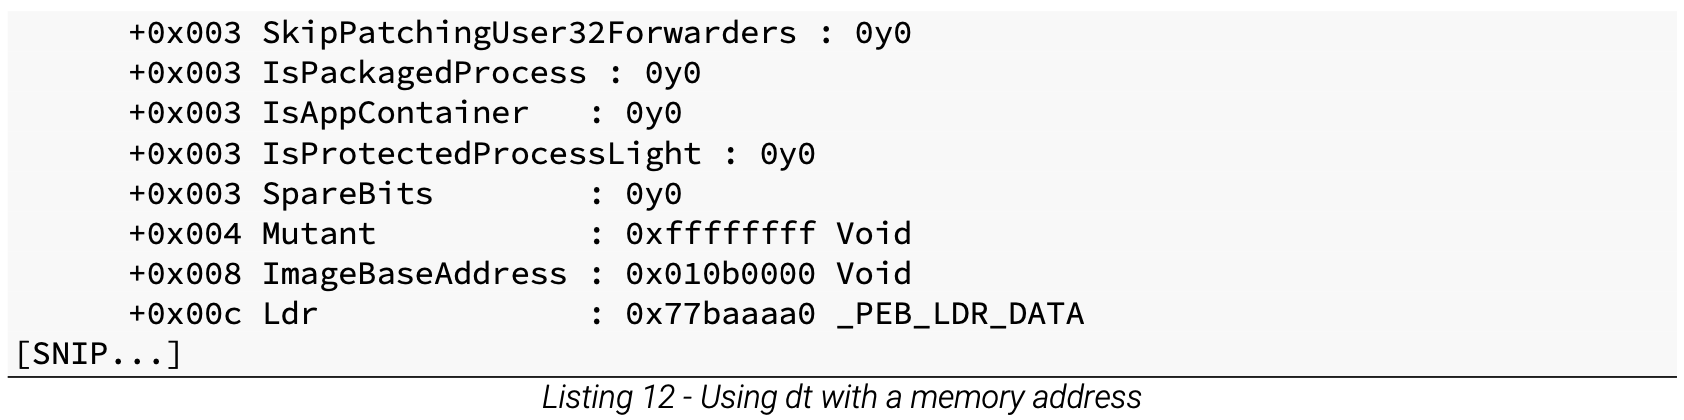 +0x003 SkipPatchingUser32Forwarders : 0y0
+0x003 IsPackagedProcess : 0y0
+0x003 IsAppContainer   : 0y0
+0x003 IsProtectedProcessLight : 0y0
+0x003 SpareBits        : 0y0
+0x004 Mutant           : 0xffffffff Void
+0x008 ImageBaseAddress : 0x010b0000 Void
+0x00c Ldr              : 0x77baaaa0 _PEB_LDR_DATA
[SNIP...]
Listing 12 - Using dt with a memory address